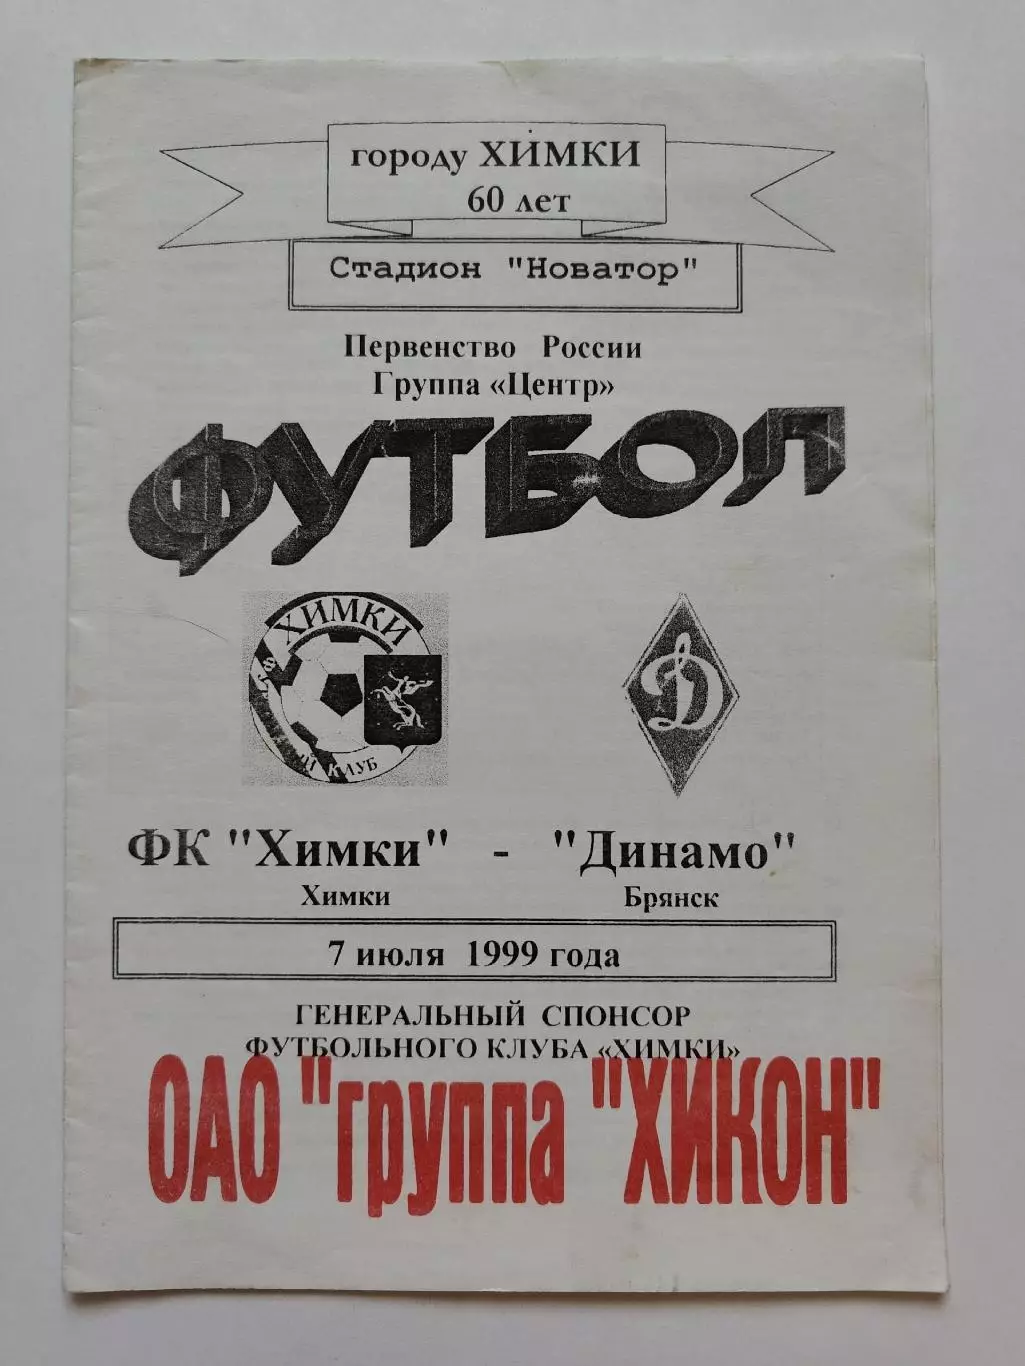 городу ХИМКИ
60 лет
Стадион "Новатор"
Первенство России
Группа «Центр»
ФУТБОЛ
ХИМКИ
КЛУБ
Д
ФК "Химки" - "Динамо"
Химки Брянск
7 июля 1999 года
ГЕНЕРАЛЬНЫЙ СПОНСОР
ФУТБОЛЬНОГО КЛУБА «ХИМКИ»
ОАО "группа "ХИКОН"